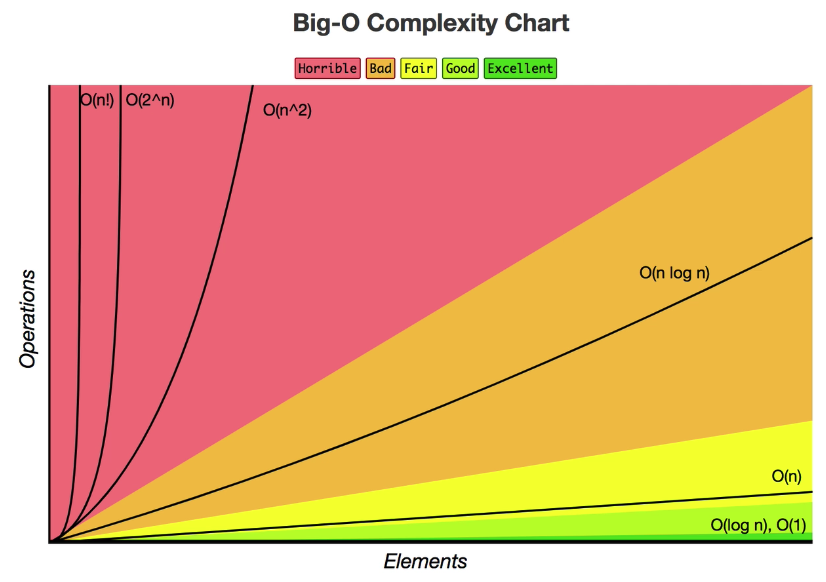 Big-O Complexity Chart
Horrible Bad Fair Good Excellent
O(n!) O(2^n)
O(n^2)
O(n log n)
O(n)
O(log n), O(1)
Operations
Elements